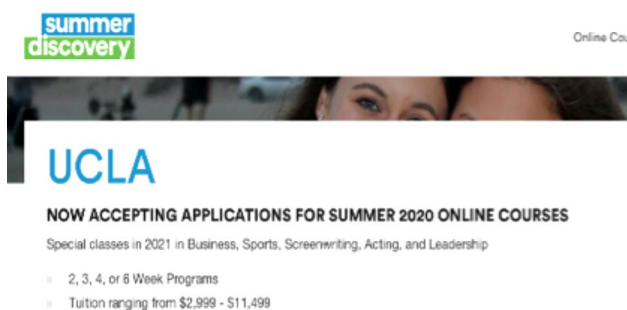 summer
discovery
Online
UCLA
NOW ACCEPTING APPLICATIONS FOR SUMMER 2020 ONLINE COURSES
Special classes in 2021 in Business, Sports, Screenwriting, Acting, and Leadership
2, 3, 4, or 6 Week Programs
Tuition ranging from $2,999 - $11,499